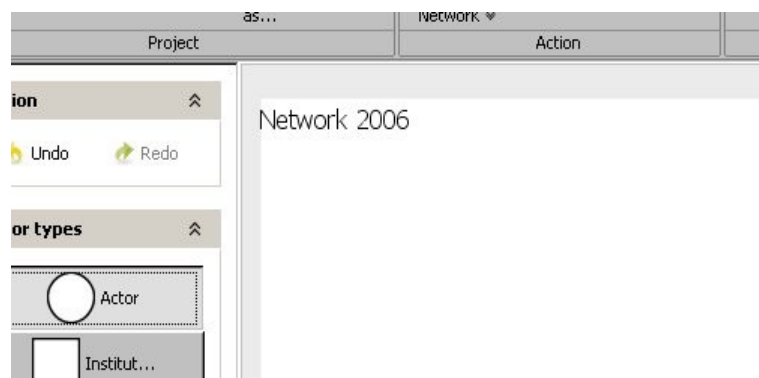 as...
Network
Project
Action
ion
Undo
Redo
Network 2006
or types
Actor
Institut...